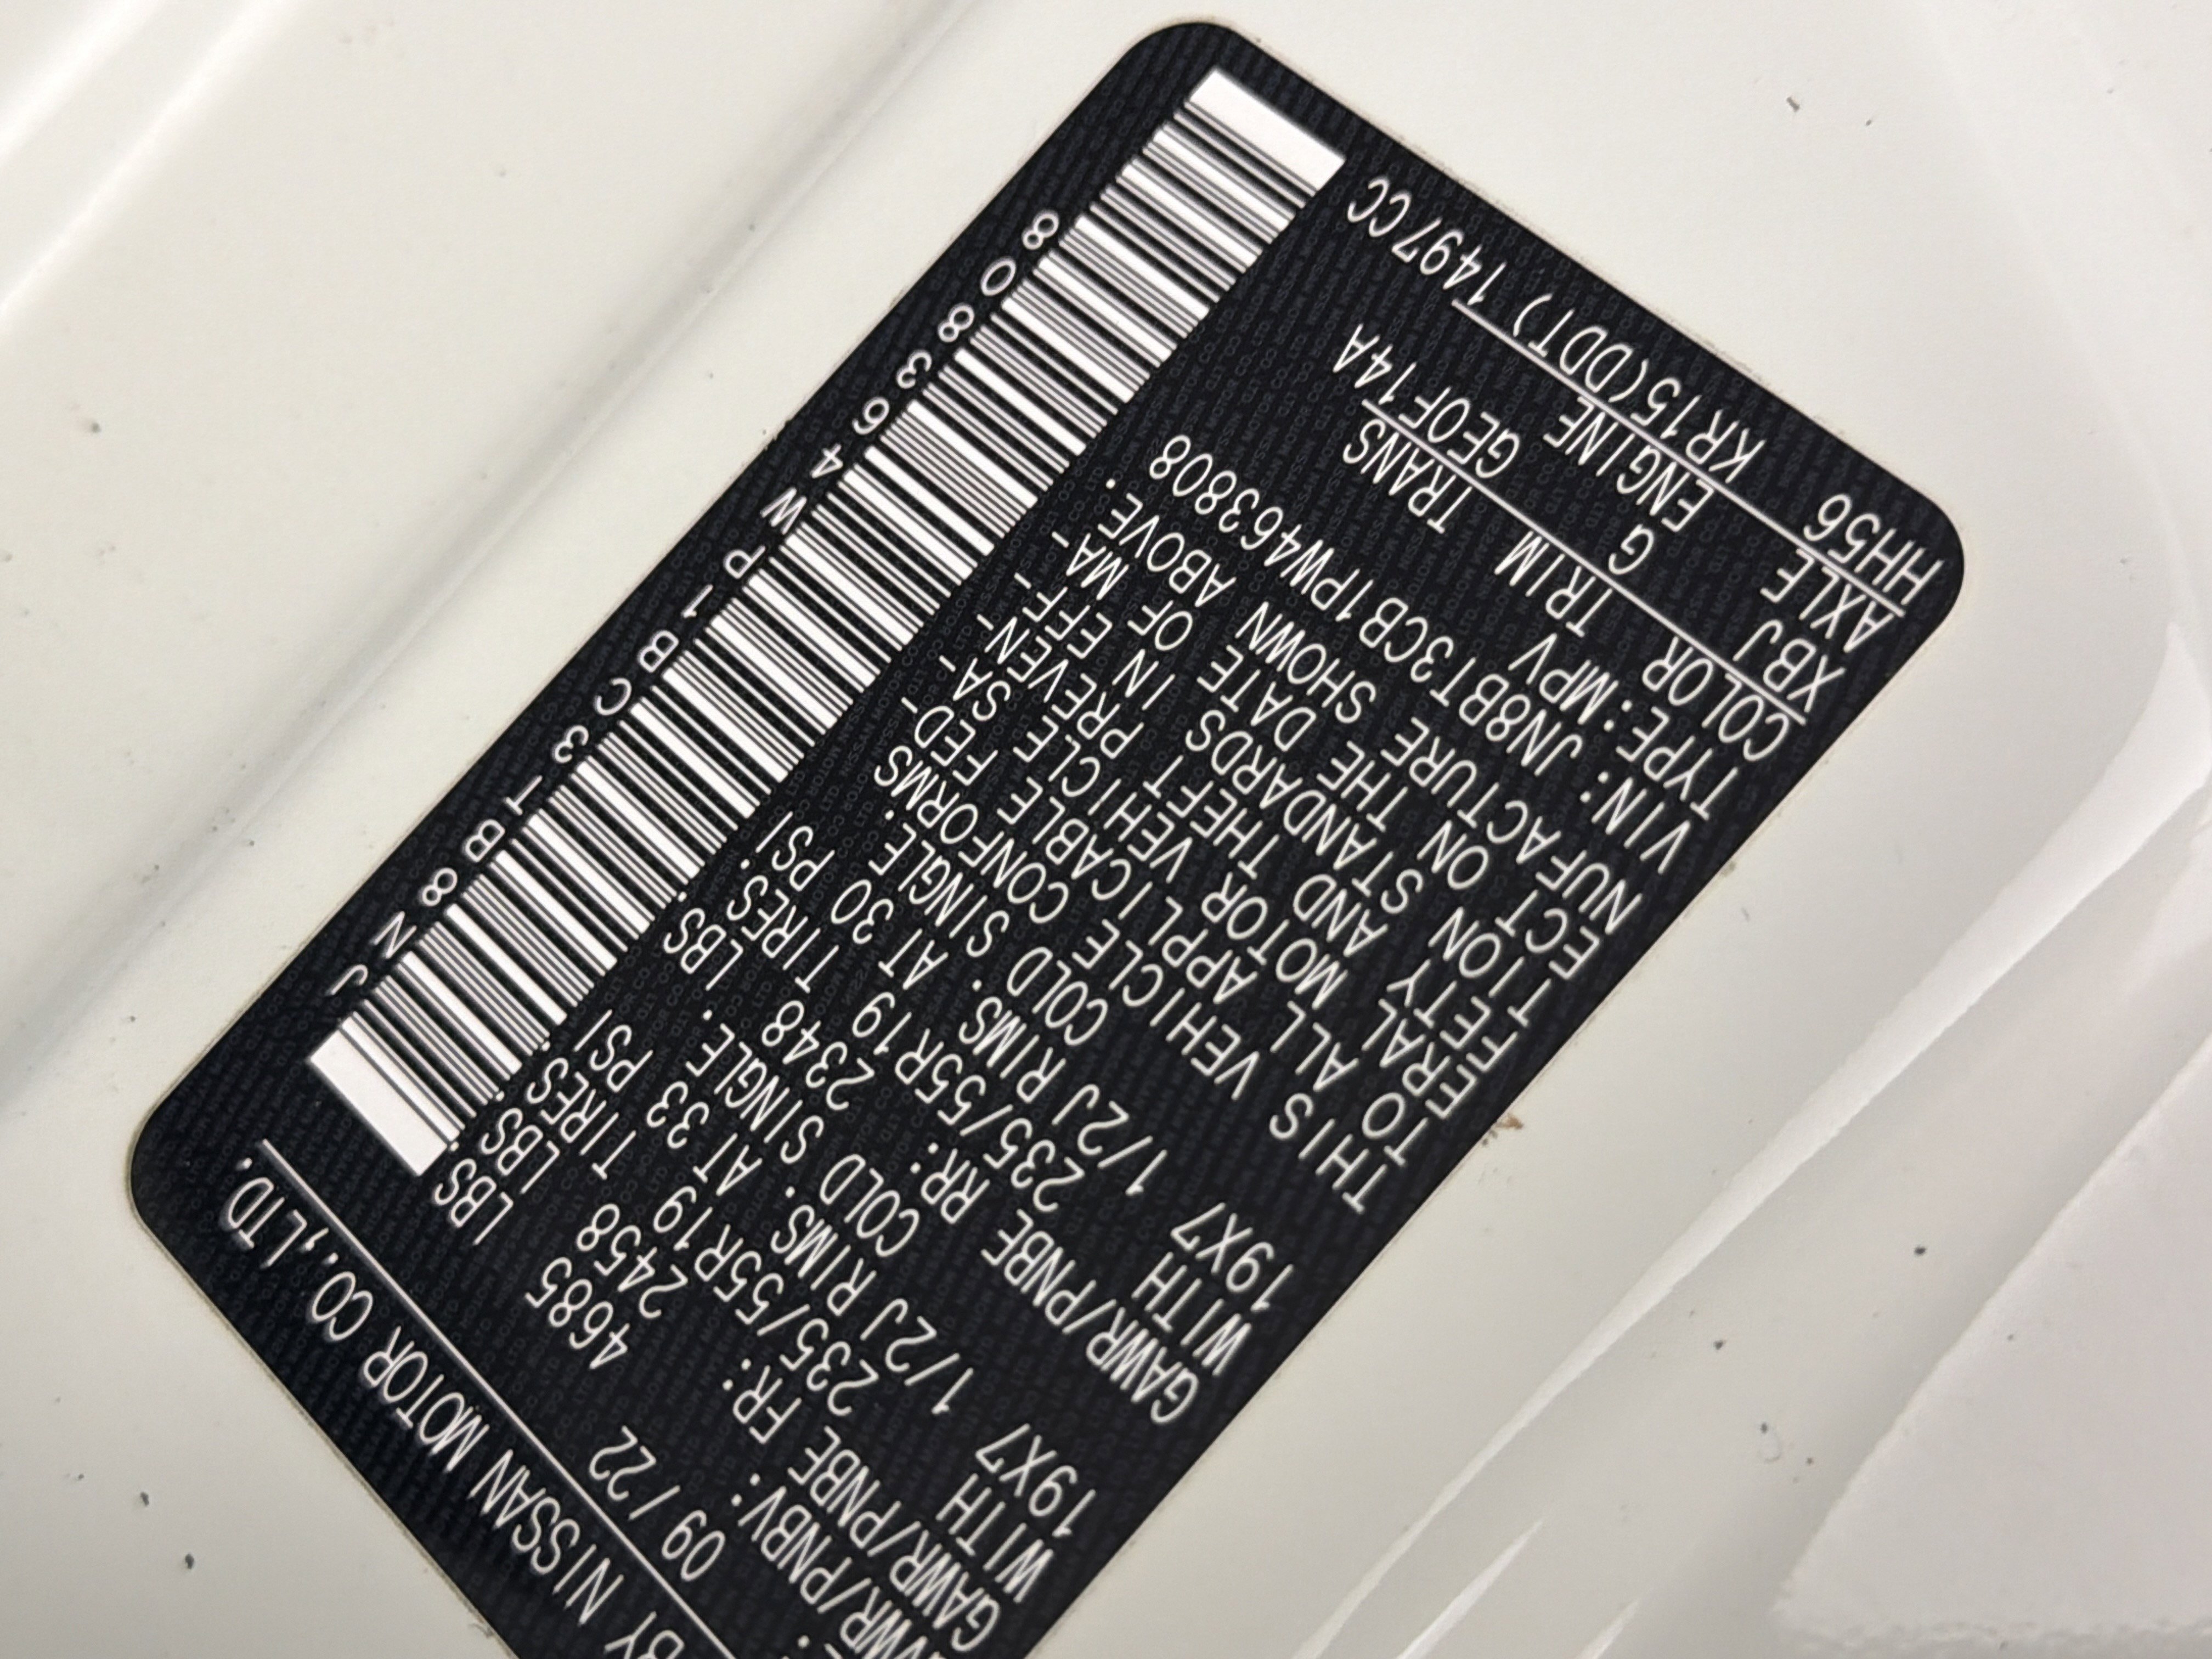 BY NISSAN MOTOR CO.,LTD.
09/22
VWR/PNBV: 4685 LBS
GAWR/PNBE FR: 2458 LBS
WITH 235/55R19 TIRES
19X7 1/2J RIMS. AT 33 PSI
COLD SINGLE.
GAWR/PNBE RR: 2348 LBS
WITH 235/55R19 TIRES
19X7 1/2J RIMS. AT 30 PSI
COLD SINGLE.
THIS VEHICLE CONFORMS
TO ALL APPLICABLE FED-
ERAL MOTOR VEHICLE SA-
FETY AND THEFT PREVEN-
TION STANDARDS IN EFF-
ECT ON THE DATE OF MA-
NUFACTURE SHOWN ABOVE.
VIN: JN8BT3CB1PW463808
TYPE:MPV
COLOR TRIM TRANS
XBJ G GE0F14A
AXLE ENGINE
HH56 KR15(DDT) 1497CC
JN8BT3CB1PW463808